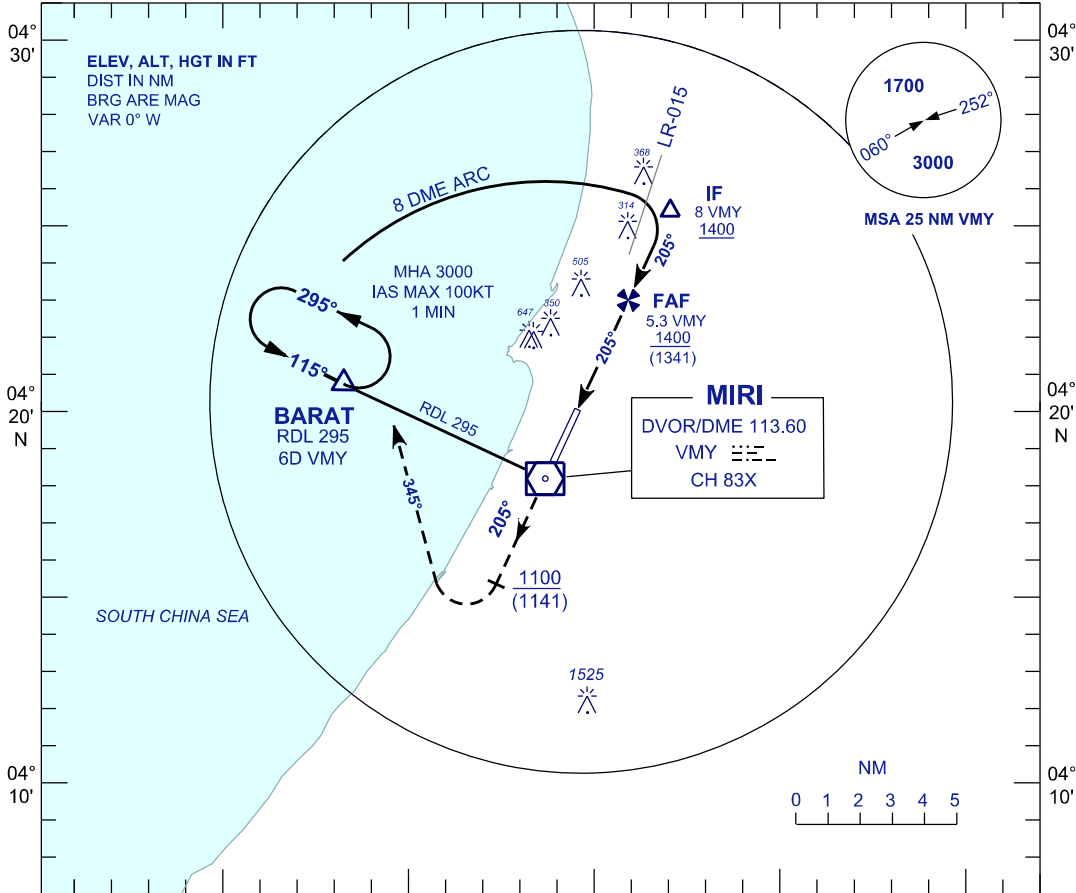 04°
30'
04°
30'
ELEV, ALT, HGT IN FT
DIST IN NM
BRG ARE MAG
VAR 0° W
1700
252°
060°
3000
MSA 25 NM VMY
LR-015
368
314
505
350
647
8 DME ARC
IF
8 VMY
1400
205°
MHA 3000
IAS MAX 100KT
1 MIN
295°
115°
FAF
5.3 VMY
1400
(1341)
205°
04°
20'
N
04°
20'
N
BARAT
RDL 295
6D VMY
RDL 295
MIRI
DVOR/DME 113.60
VMY
CH 83X
345°
205°
1100
(1141)
SOUTH CHINA SEA
1525
04°
10'
04°
10'
NM
0 1 2 3 4 5